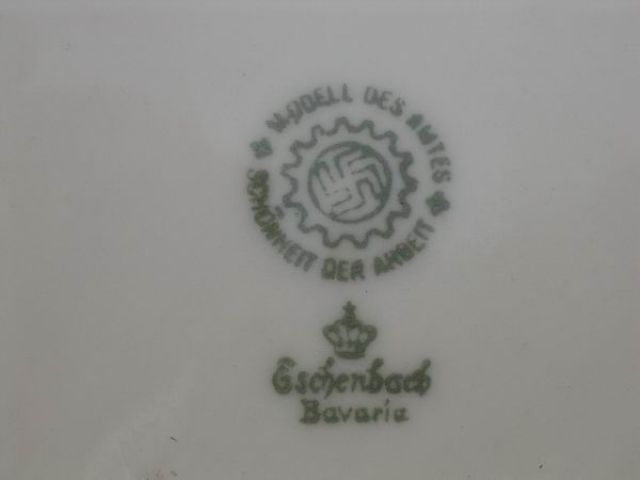 MODELL DES AMTES
SCHÖNHEIT DER ARBEIT
Eschenbach
Bavaria